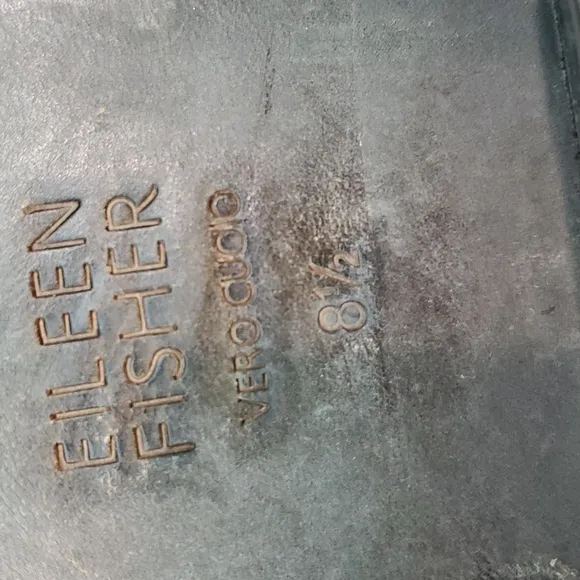 EILEEN
FISHER
VERO cuoio
8½